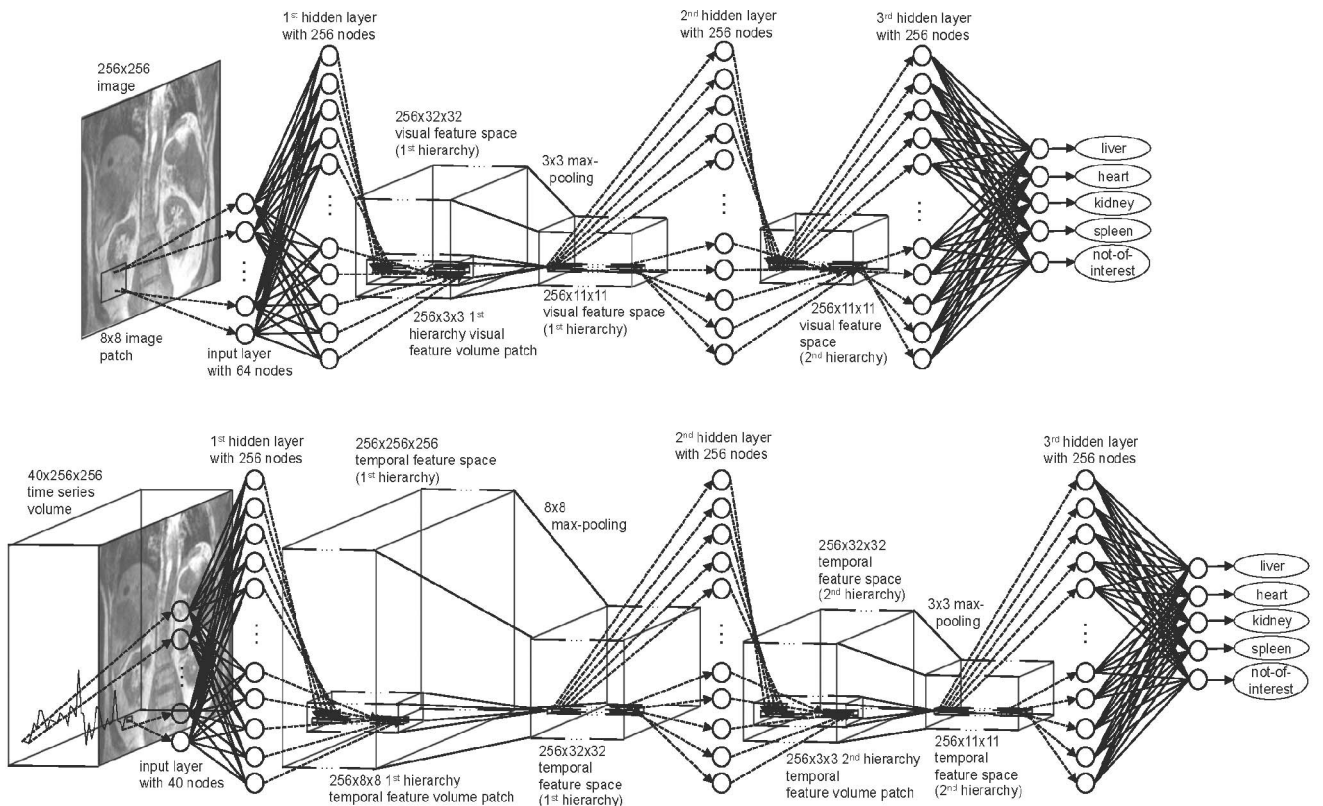 1st hidden layer
with 256 nodes
2nd hidden layer
with 256 nodes
3rd hidden layer
with 256 nodes
256x256
image
256x32x32
visual feature space
(1st hierarchy)
3x3 max-
pooling
liver
heart
kidney
spleen
not-of-
interest
8x8 image
patch
input layer
with 64 nodes
256x3x3 1st
hierarchy visual
feature volume patch
256x11x11
visual feature space
(1st hierarchy)
256x11x11
visual feature
space
(2nd hierarchy)
1st hidden layer
with 256 nodes
256x256x256
temporal feature space
(1st hierarchy)
2nd hidden layer
with 256 nodes
3rd hidden layer
with 256 nodes
40x256x256
time series
volume
8x8
max-pooling
256x32x32
temporal
feature space
(2nd hierarchy)
3x3 max-
pooling
liver
heart
kidney
spleen
not-of-
interest
input layer
with 40 nodes
256x8x8 1st hierarchy
temporal feature volume patch
256x32x32
temporal
feature space
(1st hierarchy)
256x3x3 2nd hierarchy
temporal
feature volume patch
256x11x11
temporal
feature space
(2nd hierarchy)